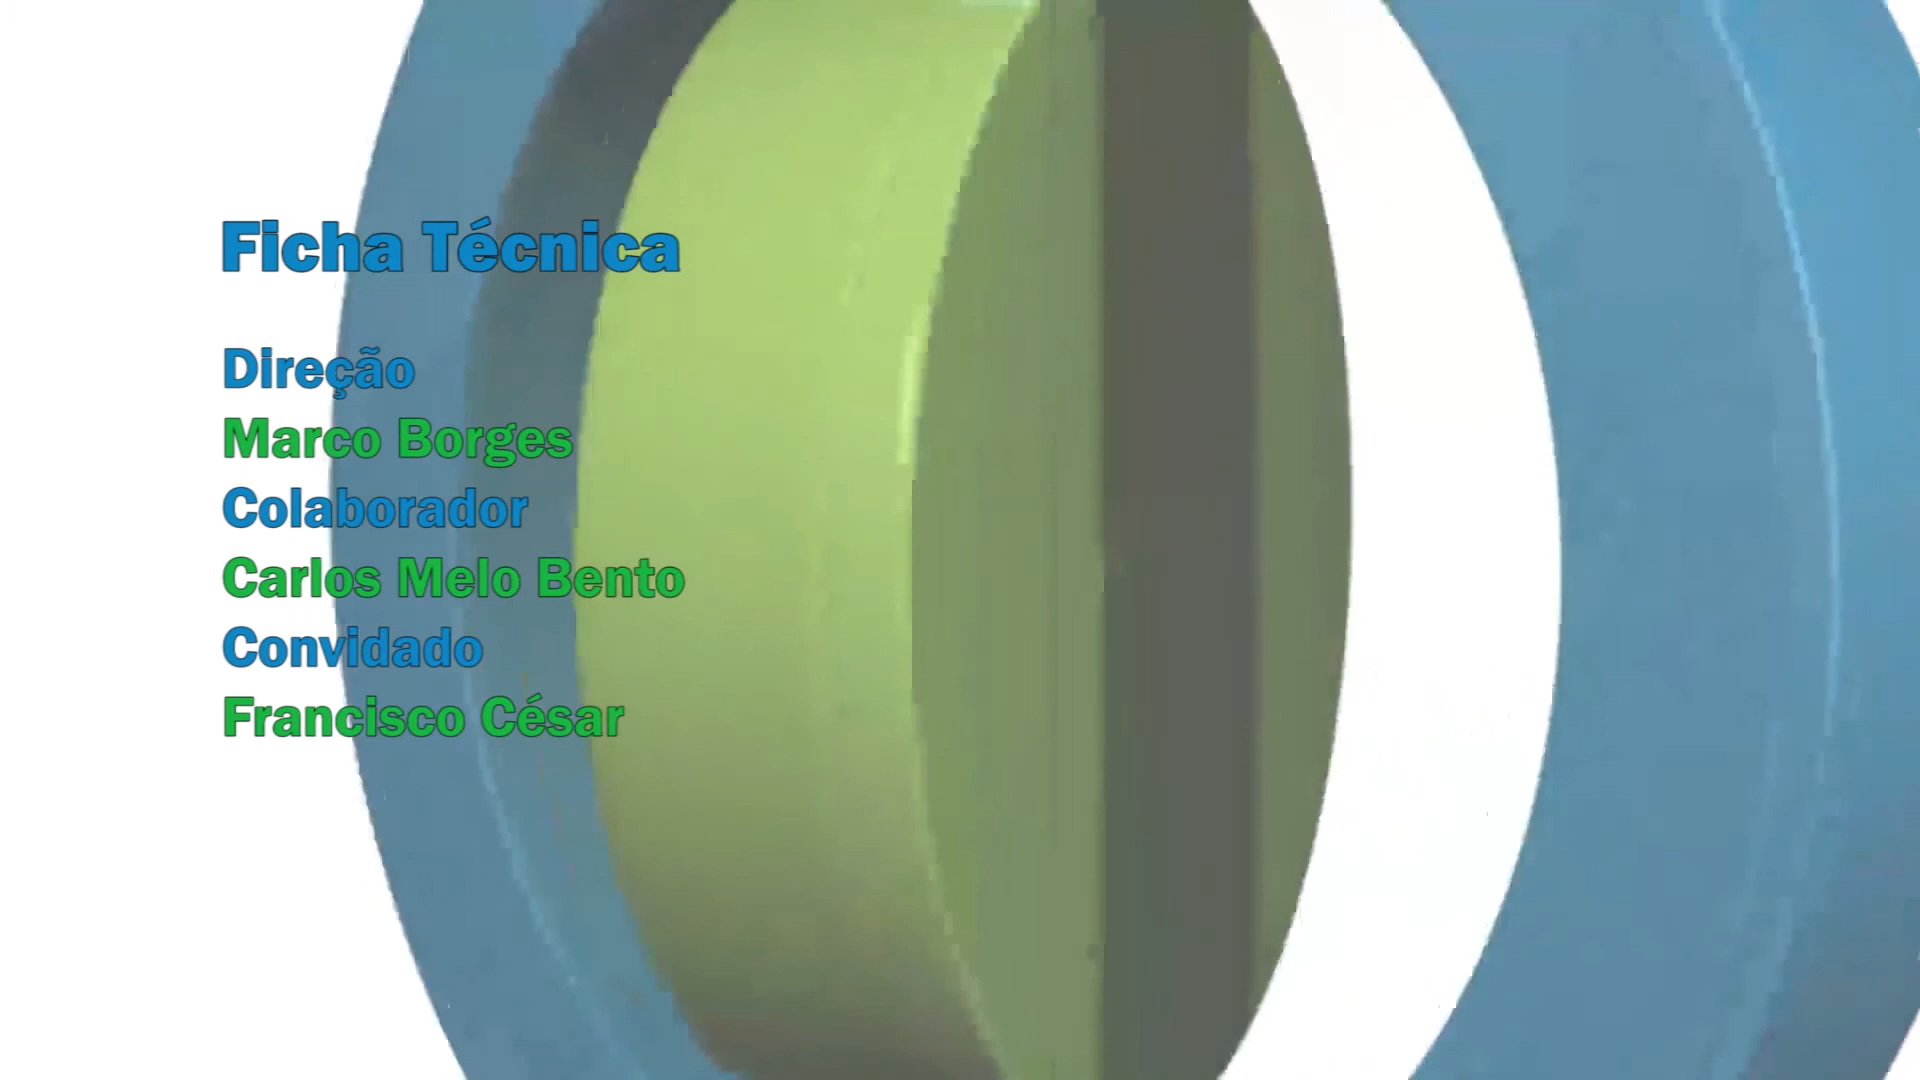 Ficha Técnica
Direção
Marco Borges
Colaborador
Carlos Melo Bento
Convidado
Francisco César